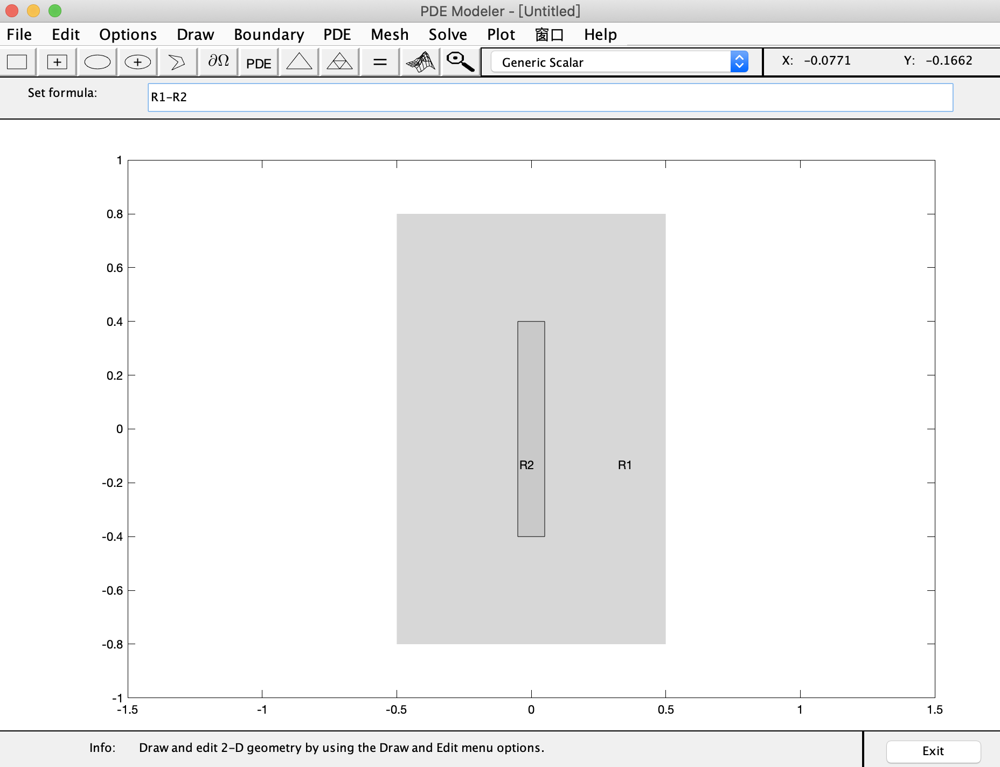 PDE Modeler - [Untitled]
File Edit Options Draw Boundary PDE Mesh Solve Plot 窗口 Help
∂Ω PDE = Generic Scalar X: -0.0771 Y: -0.1662
Set formula: R1-R2
1
0.8
0.6
0.4
0.2
0
R2 R1
-0.2
-0.4
-0.6
-0.8
-1
-1.5 -1 -0.5 0 0.5 1 1.5
Info: Draw and edit 2-D geometry by using the Draw and Edit menu options.
Exit